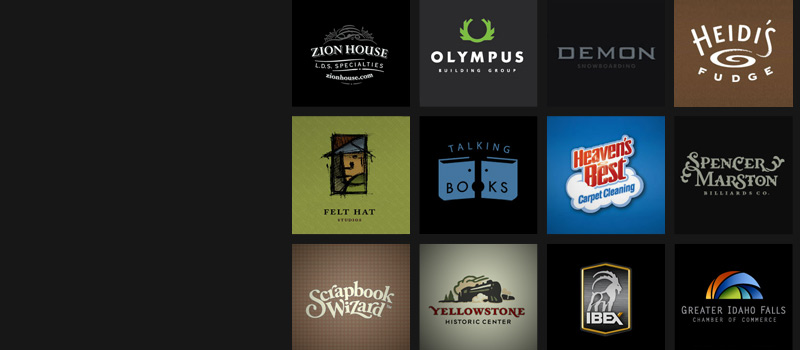 ZION HOUSE
L.D.S. SPECIALTIES
zionhouse.com
OLYMPUS
BUILDING GROUP
DEMON
SNOWBOARDING
HEIDI'S
FUDGE
FELT HAT
STUDIOS
TALKING
BOOKS
Heaven's
Best
Carpet Cleaning
SPENCER
MARSTON
BILLIARDS CO.
Scrapbook
Wizard
YELLOWSTONE
HISTORIC CENTER
IBEX
GREATER IDAHO FALLS
CHAMBER OF COMMERCE